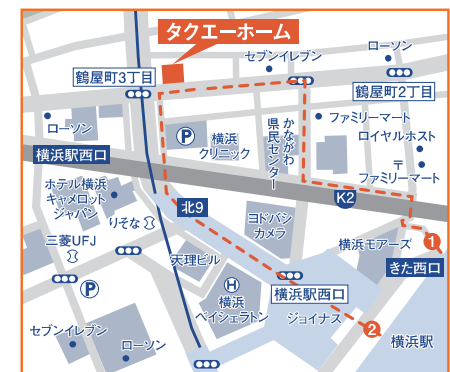 タクエーホーム
セブンイレブン
ローソン
鶴屋町3丁目
鶴屋町2丁目
ローソン
P
横浜
クリニック
かながわ
県民センター
ファミリーマート
ロイヤルホスト
〒
ファミリーマート
横浜駅西口
K2
ホテル横浜
キャメロット
ジャパン
北9
りそな
ヨドバシ
カメラ
横浜モアーズ
1
きた西口
三菱UFJ
天理ビル
P
H
横浜
ベイシェラトン
横浜駅西口
ジョイナス
2
横浜駅
セブンイレブン
ローソン